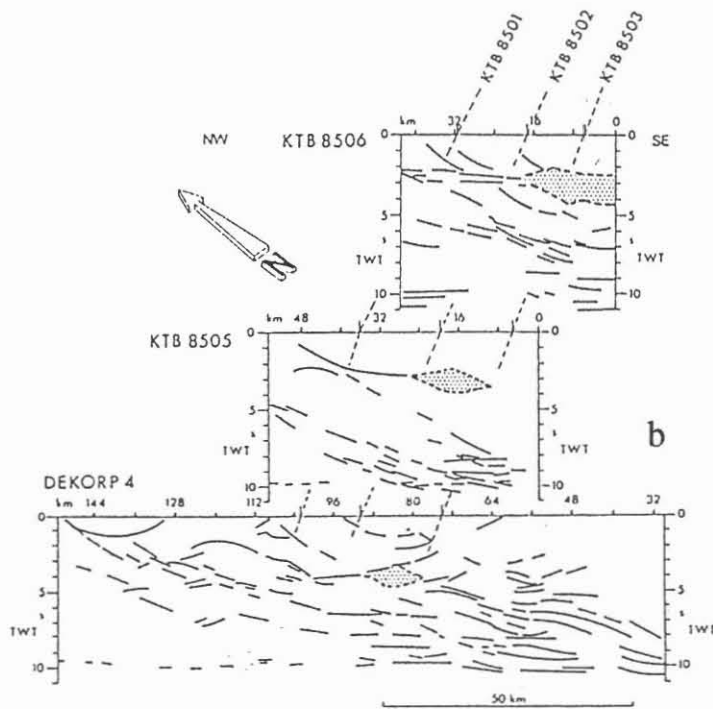 KTB 8501
KTB 8502
KTB 8503
NW KTB 8506 km 32 16 0 SE
0 0
5 5
s s
TWT TWT
10 10
N
KTB 8505 km 48 32 16 0
0 0
5 5
s s
TWT TWT
10 10
b
DEKORP 4
km 144 128 112 96 80 64 48 32
0 0
5 5
s s
TWT TWT
10 10
50 km